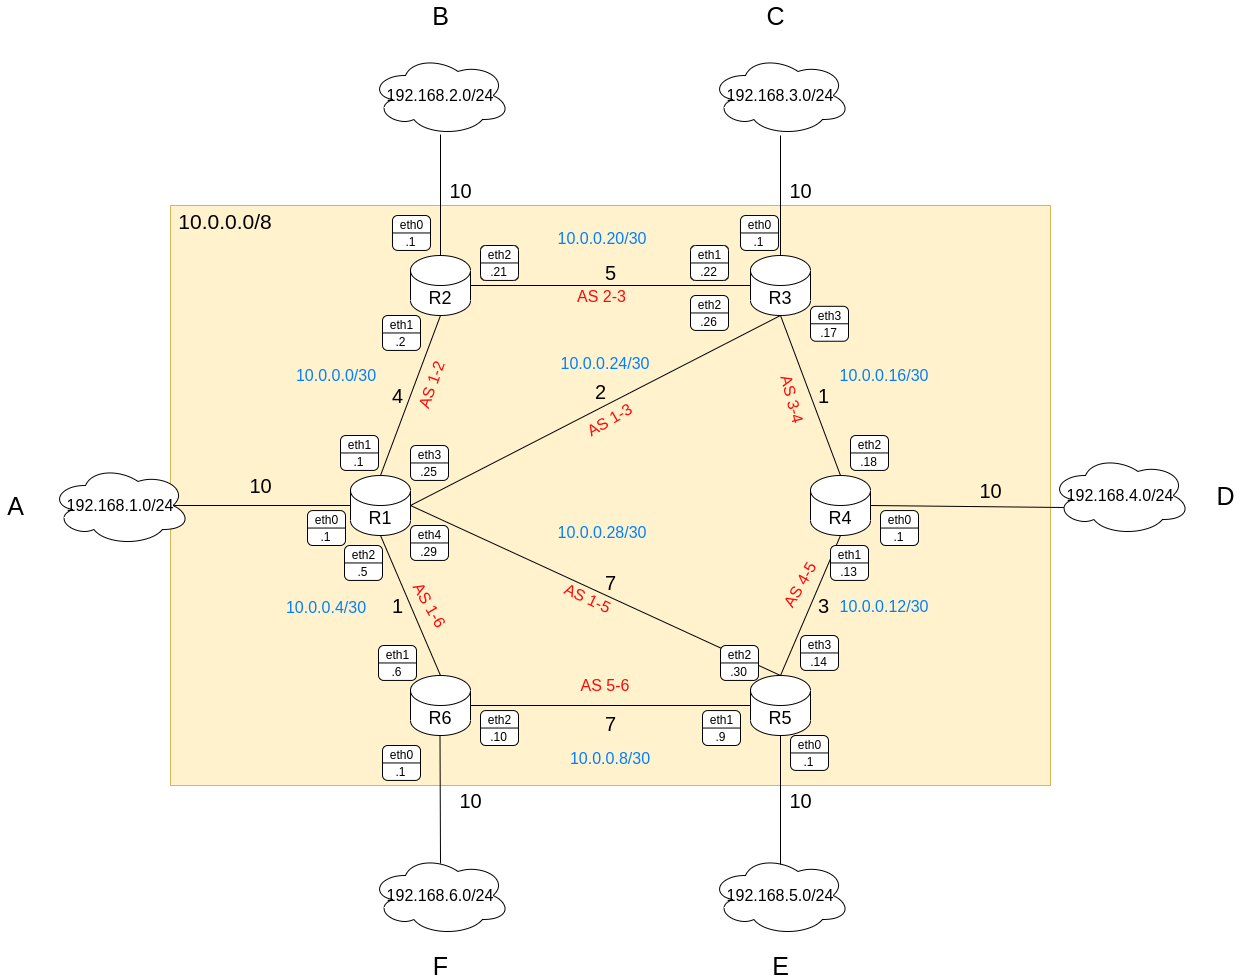 B
C
192.168.2.0/24
192.168.3.0/24
10
10
10.0.0.0/8
eth0
.1
eth0
.1
10.0.0.20/30
eth2
.21
eth1
.22
5
R2
R3
AS 2-3
eth2
.26
eth3
.17
eth1
.2
10.0.0.24/30
10.0.0.0/30
AS 1-2
10.0.0.16/30
4
2
AS 3-4
1
AS 1-3
eth1
.1
eth3
.25
eth2
.18
10
10
A
192.168.1.0/24
192.168.4.0/24
D
R1
R4
eth0
.1
eth0
.1
eth4
.29
10.0.0.28/30
eth2
.5
eth1
.13
7
AS 1-5
AS 4-5
10.0.0.4/30
1
AS 1-6
3
10.0.0.12/30
eth1
.6
eth2
.30
eth3
.14
AS 5-6
R6
R5
eth2
.10
7
eth1
.9
10.0.0.8/30
eth0
.1
eth0
.1
10
10
192.168.6.0/24
192.168.5.0/24
F
E